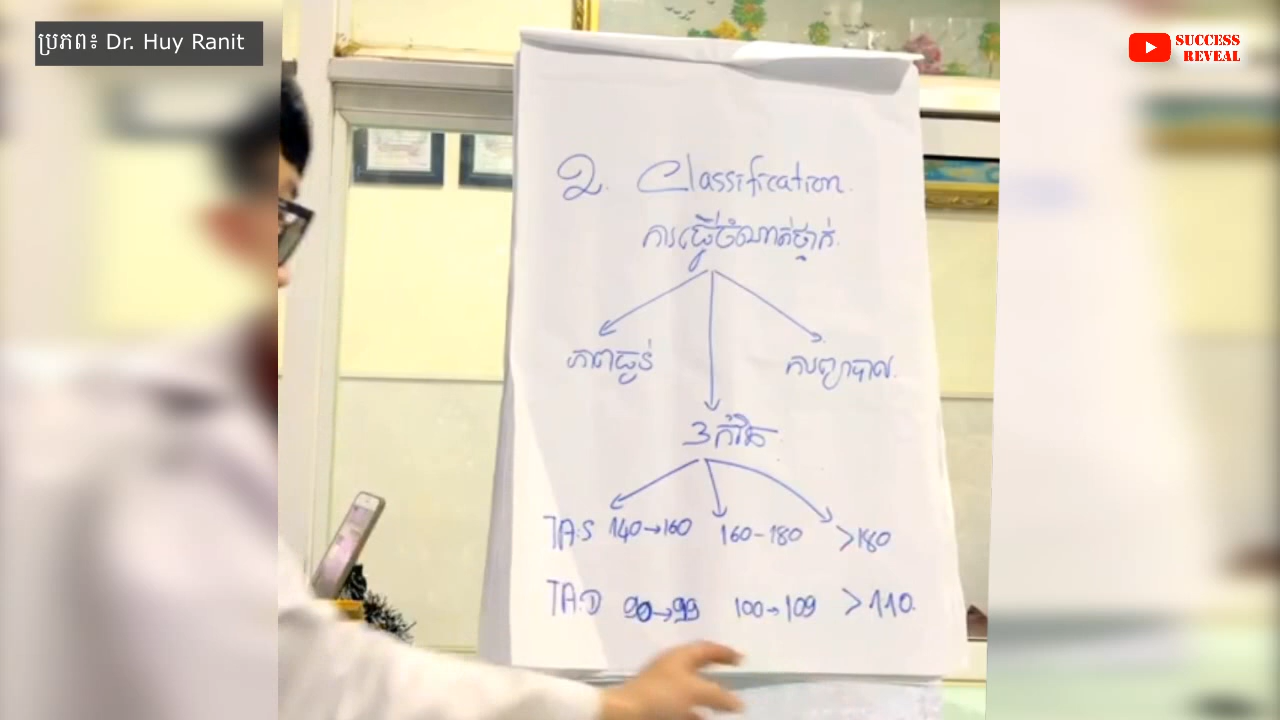 ប្រភព៖ Dr. Huy Ranit
SUCCESS
REVEAL
2. Classification.
ការធ្វើចំណាត់ថ្នាក់.
ភាពធ្ងន់
ការព្យាបាល.
3 កំរិត
TA.S 140→160 160-180 >180
TA.D 90→99 100→109 >110.